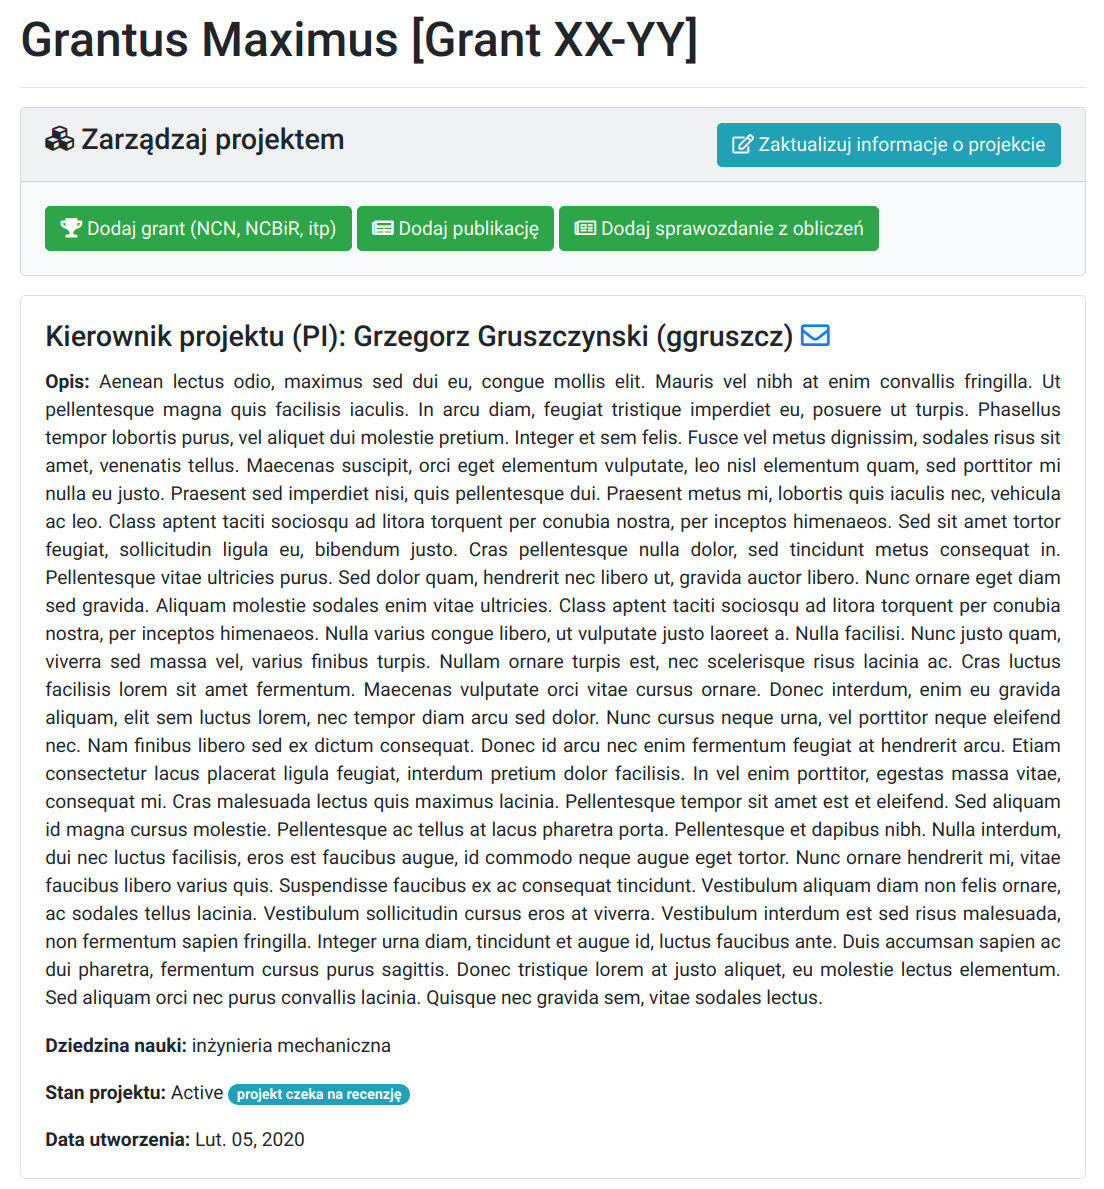 Grantus Maximus [Grant XX-YY]
Zarządzaj projektem
Zaktualizuj informacje o projekcie
Dodaj grant (NCN, NCBiR, itp)
Dodaj publikację
Dodaj sprawozdanie z obliczeń
Kierownik projektu (PI): Grzegorz Gruszczynski (ggruszcz)
Opis: Aenean lectus odio, maximus sed dui eu, congue mollis elit. Mauris vel nibh at enim convallis fringilla. Ut
pellentesque magna quis facilisis iaculis. In arcu diam, feugiat tristique imperdiet eu, posuere ut turpis. Phasellus
tempor lobortis purus, vel aliquet dui molestie pretium. Integer et sem felis. Fusce vel metus dignissim, sodales risus sit
amet, venenatis tellus. Maecenas suscipit, orci eget elementum vulputate, leo nisl elementum quam, sed porttitor mi
nulla eu justo. Praesent sed imperdiet nisi, quis pellentesque dui. Praesent metus mi, lobortis quis iaculis nec, vehicula
ac leo. Class aptent taciti sociosqu ad litora torquent per conubia nostra, per inceptos himenaeos. Sed sit amet tortor
feugiat, sollicitudin ligula eu, bibendum justo. Cras pellentesque nulla dolor, sed tincidunt metus consequat in.
Pellentesque vitae ultricies purus. Sed dolor quam, hendrerit nec libero ut, gravida auctor libero. Nunc ornare eget diam
sed gravida. Aliquam molestie sodales enim vitae ultricies. Class aptent taciti sociosqu ad litora torquent per conubia
nostra, per inceptos himenaeos. Nulla varius congue libero, ut vulputate justo laoreet a. Nulla facilisi. Nunc justo quam,
viverra sed massa vel, varius finibus turpis. Nullam ornare turpis est, nec scelerisque risus lacinia ac. Cras luctus
facilisis lorem sit amet fermentum. Maecenas vulputate orci vitae cursus ornare. Donec interdum, enim eu gravida
aliquam, elit sem luctus lorem, nec tempor diam arcu sed dolor. Nunc cursus neque urna, vel porttitor neque eleifend
nec. Nam finibus libero sed ex dictum consequat. Donec id arcu nec enim fermentum feugiat at hendrerit arcu. Etiam
consectetur lacus placerat ligula feugiat, interdum pretium dolor facilisis. In vel enim porttitor, egestas massa vitae,
consequat mi. Cras malesuada lectus quis maximus lacinia. Pellentesque tempor sit amet est et eleifend. Sed aliquam
id magna cursus molestie. Pellentesque ac tellus at lacus pharetra porta. Pellentesque et dapibus nibh. Nulla interdum,
dui nec luctus facilisis, eros est faucibus augue, id commodo neque augue eget tortor. Nunc ornare hendrerit mi, vitae
faucibus libero varius quis. Suspendisse faucibus ex ac consequat tincidunt. Vestibulum aliquam diam non felis ornare,
ac sodales tellus lacinia. Vestibulum sollicitudin cursus eros at viverra. Vestibulum interdum est sed risus malesuada,
non fermentum sapien fringilla. Integer urna diam, tincidunt et augue id, luctus faucibus ante. Duis accumsan sapien ac
dui pharetra, fermentum cursus purus sagittis. Donec tristique lorem at justo aliquet, eu molestie lectus elementum.
Sed aliquam orci nec purus convallis lacinia. Quisque nec gravida sem, vitae sodales lectus.
Dziedzina nauki: inżynieria mechaniczna
Stan projektu: Active projekt czeka na recenzję
Data utworzenia: Lut. 05, 2020